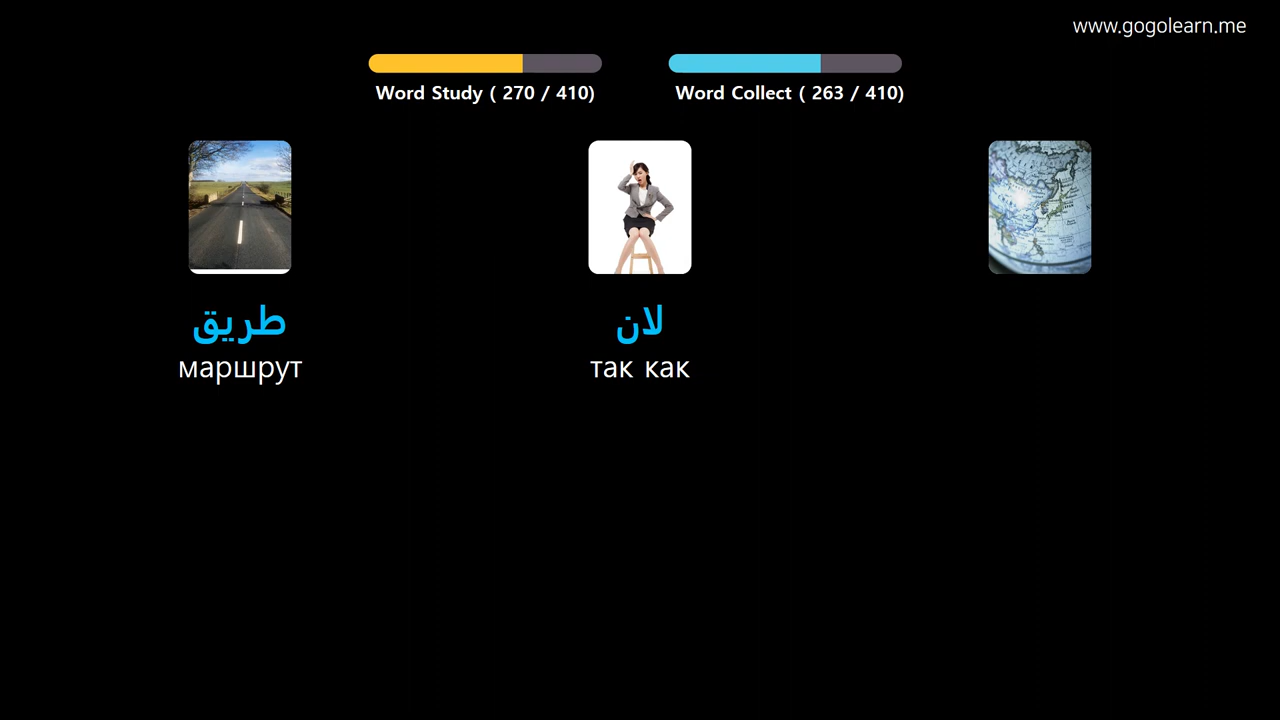 www.gogolearn.me
Word Study ( 270 / 410)
Word Collect ( 263 / 410)
طريق
маршрут
لان
так как